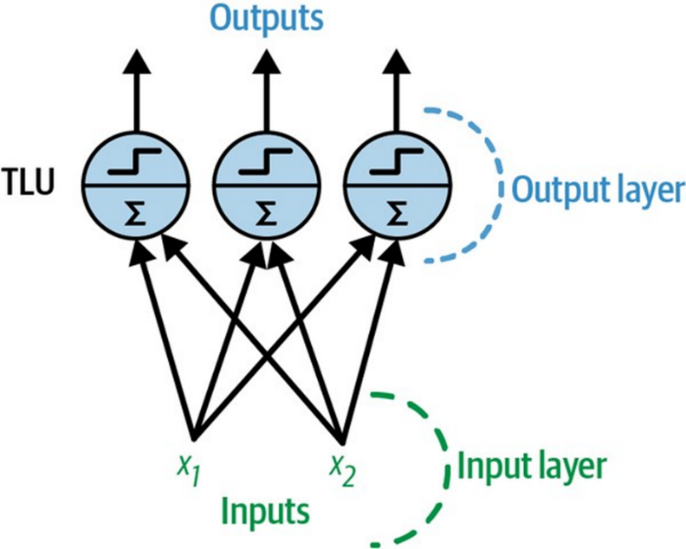 Outputs
TLU
Σ
Σ
Σ
Output layer
x₁
x₂
Input layer
Inputs